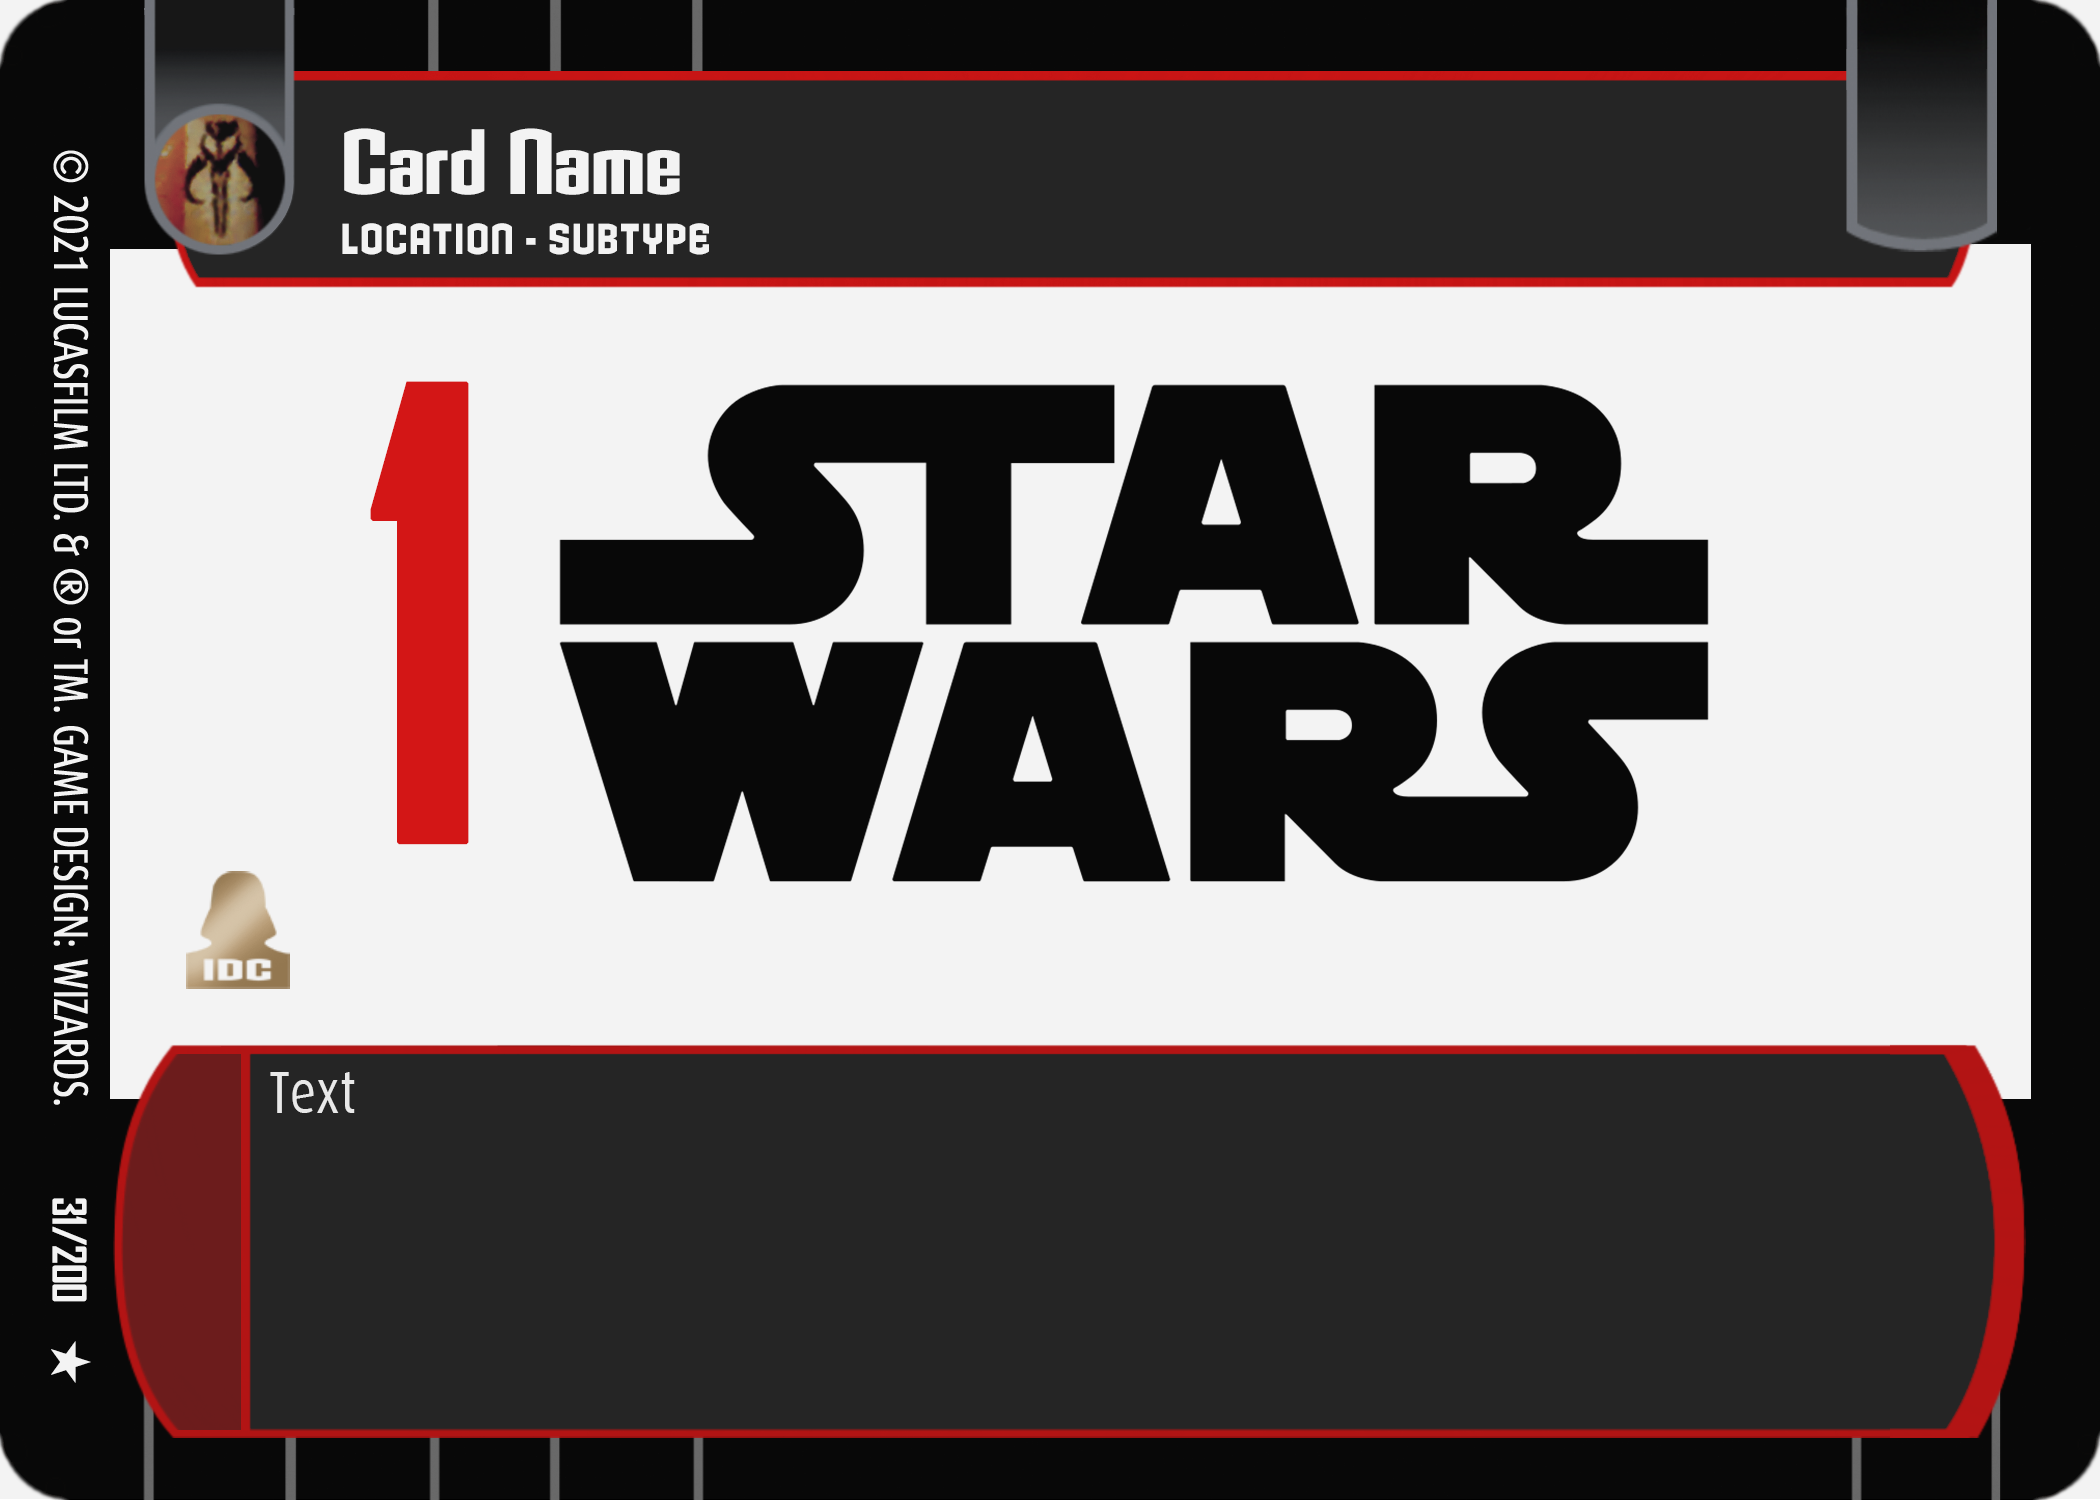 Card Name
LOCATION - SUBTYPE
1
STAR
WARS
IDC
Text
© 2021 LUCASFILM LTD. & ® or TM. GAME DESIGN: WIZARDS.
31/200 ★